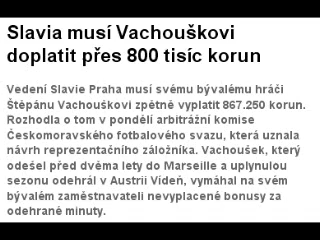 Slavia musí Vachouškovi
doplatit přes 800 tisíc korun
Vedení Slavie Praha musí svému bývalému hráči
Štěpánu Vachouškovi zpětně vyplatit 867.250 korun.
Rozhodla o tom v pondělí arbitrážní komise
Českomoravského fotbalového svazu, která uznala
návrh reprezentačního záložníka. Vachoušek, který
odešel před dvěma lety do Marseille a uplynulou
sezonu odehrál v Austrii Vídeň, vymáhal na svém
bývalém zaměstnavateli nevyplacené bonusy za
odehrané minuty.